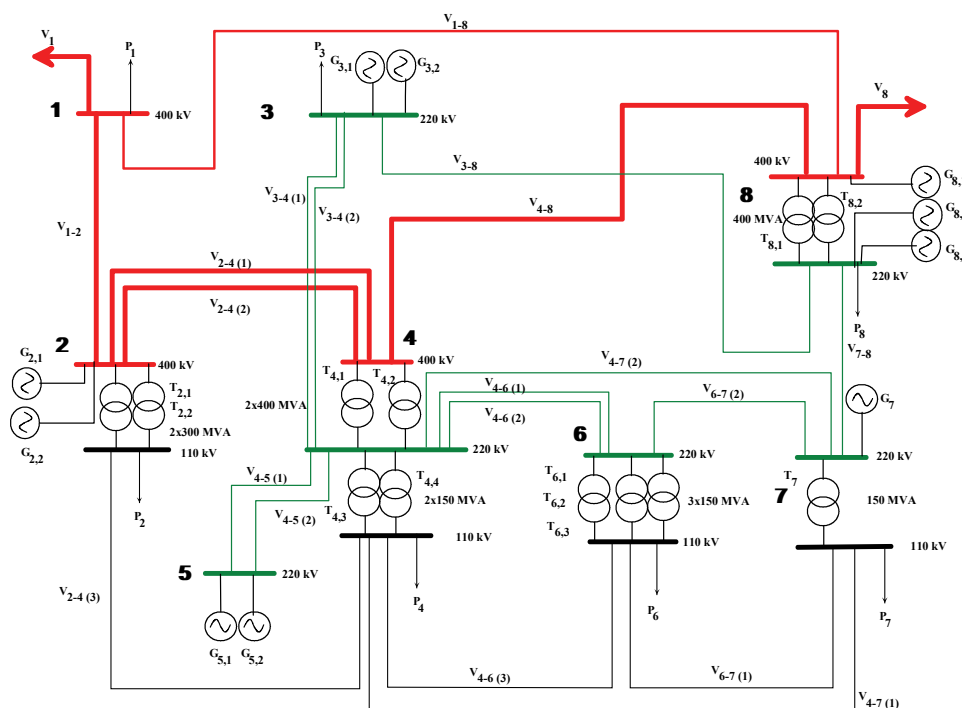 V1-8
V1
P1
P3
G3,1
G3,2
V8
1
400 kV
3
220 kV
V3-8
400 kV
8
G8,
V3-4 (1)
V3-4 (2)
V4-8
T8,2
400 MVA
G8,
T8,1
G8,
V1-2
220 kV
V2-4 (1)
V2-4 (2)
P8
2
4
V7-8
G2,1
400 kV
400 kV
V4-7 (2)
T4,1
T4,2
T2,1
T2,2
V4-6 (1)
V6-7 (2)
2x400 MVA
V4-6 (2)
G7
G2,2
2x300 MVA
6
110 kV
220 kV
220 kV
220 kV
V4-5 (1)
T4,4
T6,1
T7
2x150 MVA
T6,2
3x150 MVA
7
150 MVA
P2
V4-5 (2)
T4,3
T6,3
110 kV
110 kV
110 kV
5
220 kV
V2-4 (3)
P4
P6
P7
G5,1
G5,2
V4-6 (3)
V6-7 (1)
V4-7 (1)